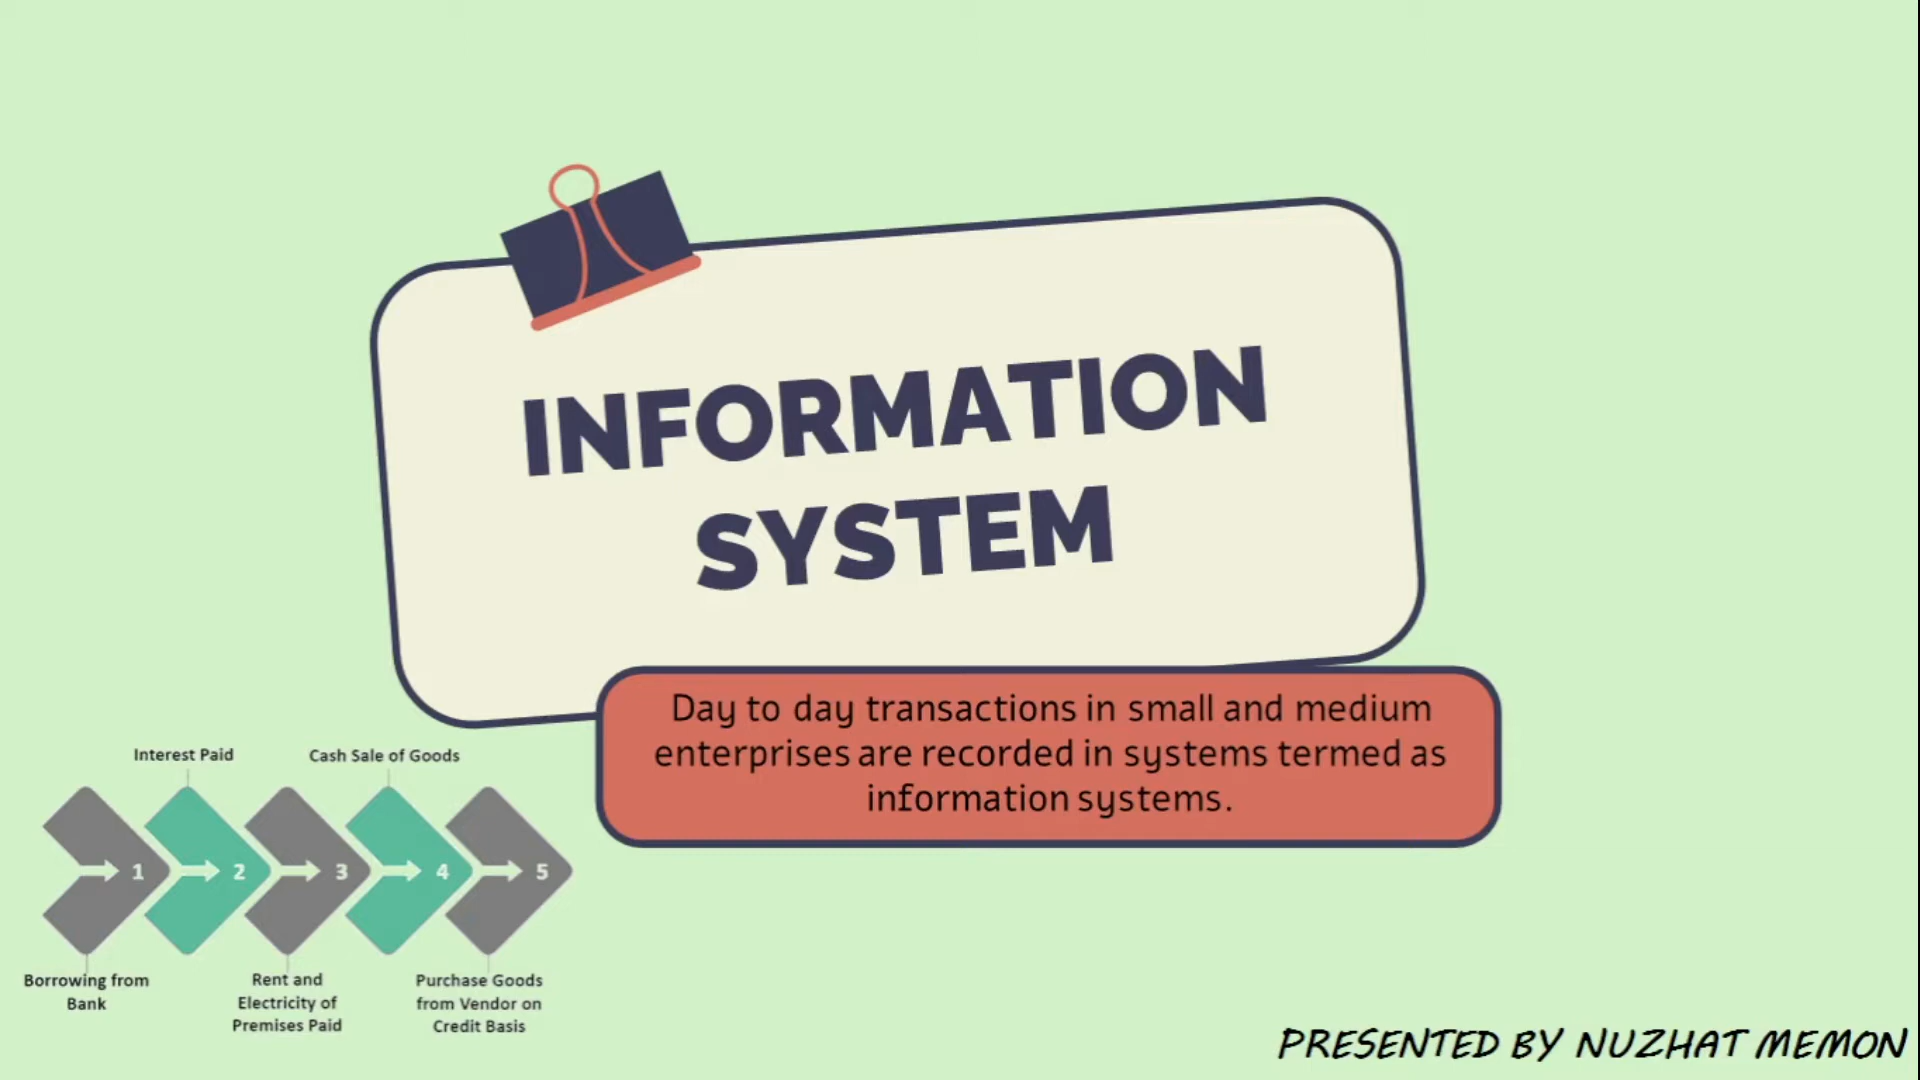 INFORMATION
SYSTEM
Day to day transactions in small and medium
enterprises are recorded in systems termed as
information systems.
Interest Paid
Cash Sale of Goods
1
2
3
4
5
Borrowing from
Bank
Rent and
Electricity of
Premises Paid
Purchase Goods
from Vendor on
Credit Basis
PRESENTED BY NUZHAT MEMON